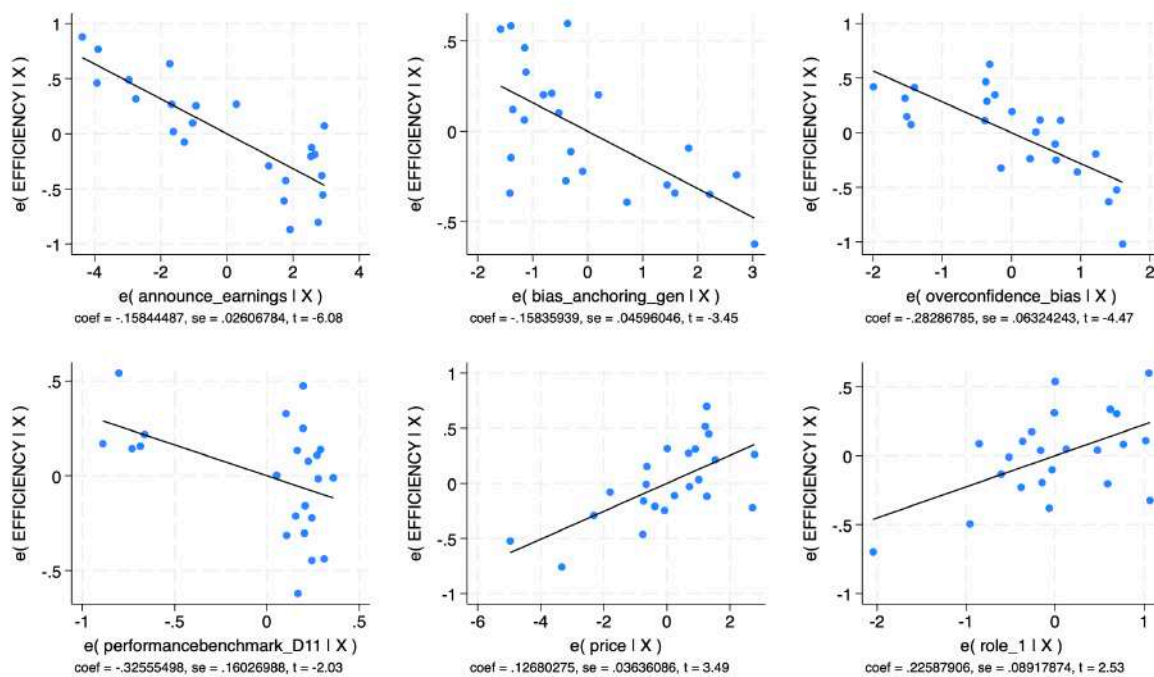 1
.5
0
-.5
-1
e( EFFICIENCY | X )
-4 -2 0 2 4
e( announce_earnings | X )
coef = -.15844487, se = .02606784, t = -6.08
.5
0
-.5
e( EFFICIENCY | X )
-2 -1 0 1 2 3
e( bias_anchoring_gen | X )
coef = -.15835939, se = .04596046, t = -3.45
1
.5
0
-.5
-1
e( EFFICIENCY | X )
-2 -1 0 1 2
e( overconfidence_bias | X )
coef = -.28286785, se = .06324243, t = -4.47
.5
0
-.5
e( EFFICIENCY | X )
-1 -.5 0 .5
e( performancebenchmark_D11 | X )
coef = -.32555498, se = .16026988, t = -2.03
1
.5
0
-.5
-1
e( EFFICIENCY | X )
-6 -4 -2 0 2
e( price | X )
coef = .12680275, se = .03636086, t = 3.49
.5
0
-.5
-1
e( EFFICIENCY | X )
-2 -1 0 1
e( role_1 | X )
coef = .22587906, se = .08917874, t = 2.53